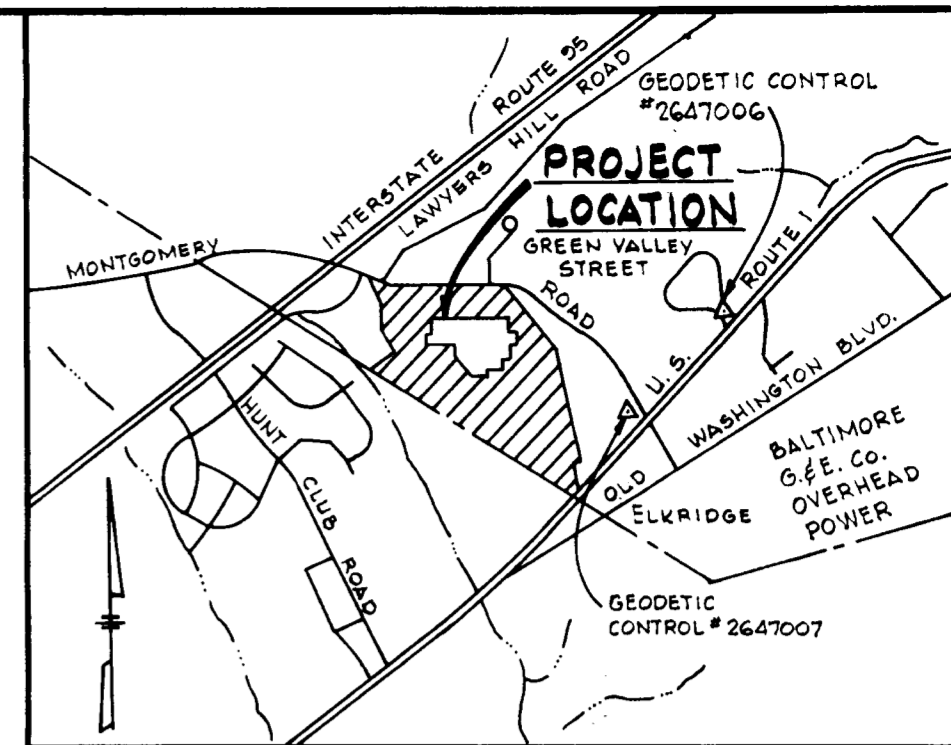 INTERSTATE ROUTE 95
LAWYERS HILL ROAD
GEODETIC CONTROL
#2647006
PROJECT
LOCATION
GREEN VALLEY
STREET
MONTGOMERY
ROAD
U.S. ROUTE 1
OLD WASHINGTON BLVD.
HUNT CLUB ROAD
ELKRIDGE
BALTIMORE
G.&E. CO.
OVERHEAD
POWER
GEODETIC
CONTROL #2647007